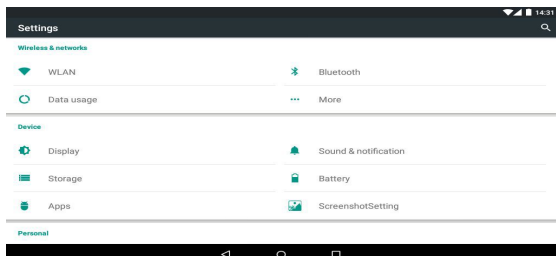 14:31
Settings
Wireless & networks
WLAN
Bluetooth
Data usage
More
Device
Display
Sound & notification
Storage
Battery
Apps
ScreenshotSetting
Personal